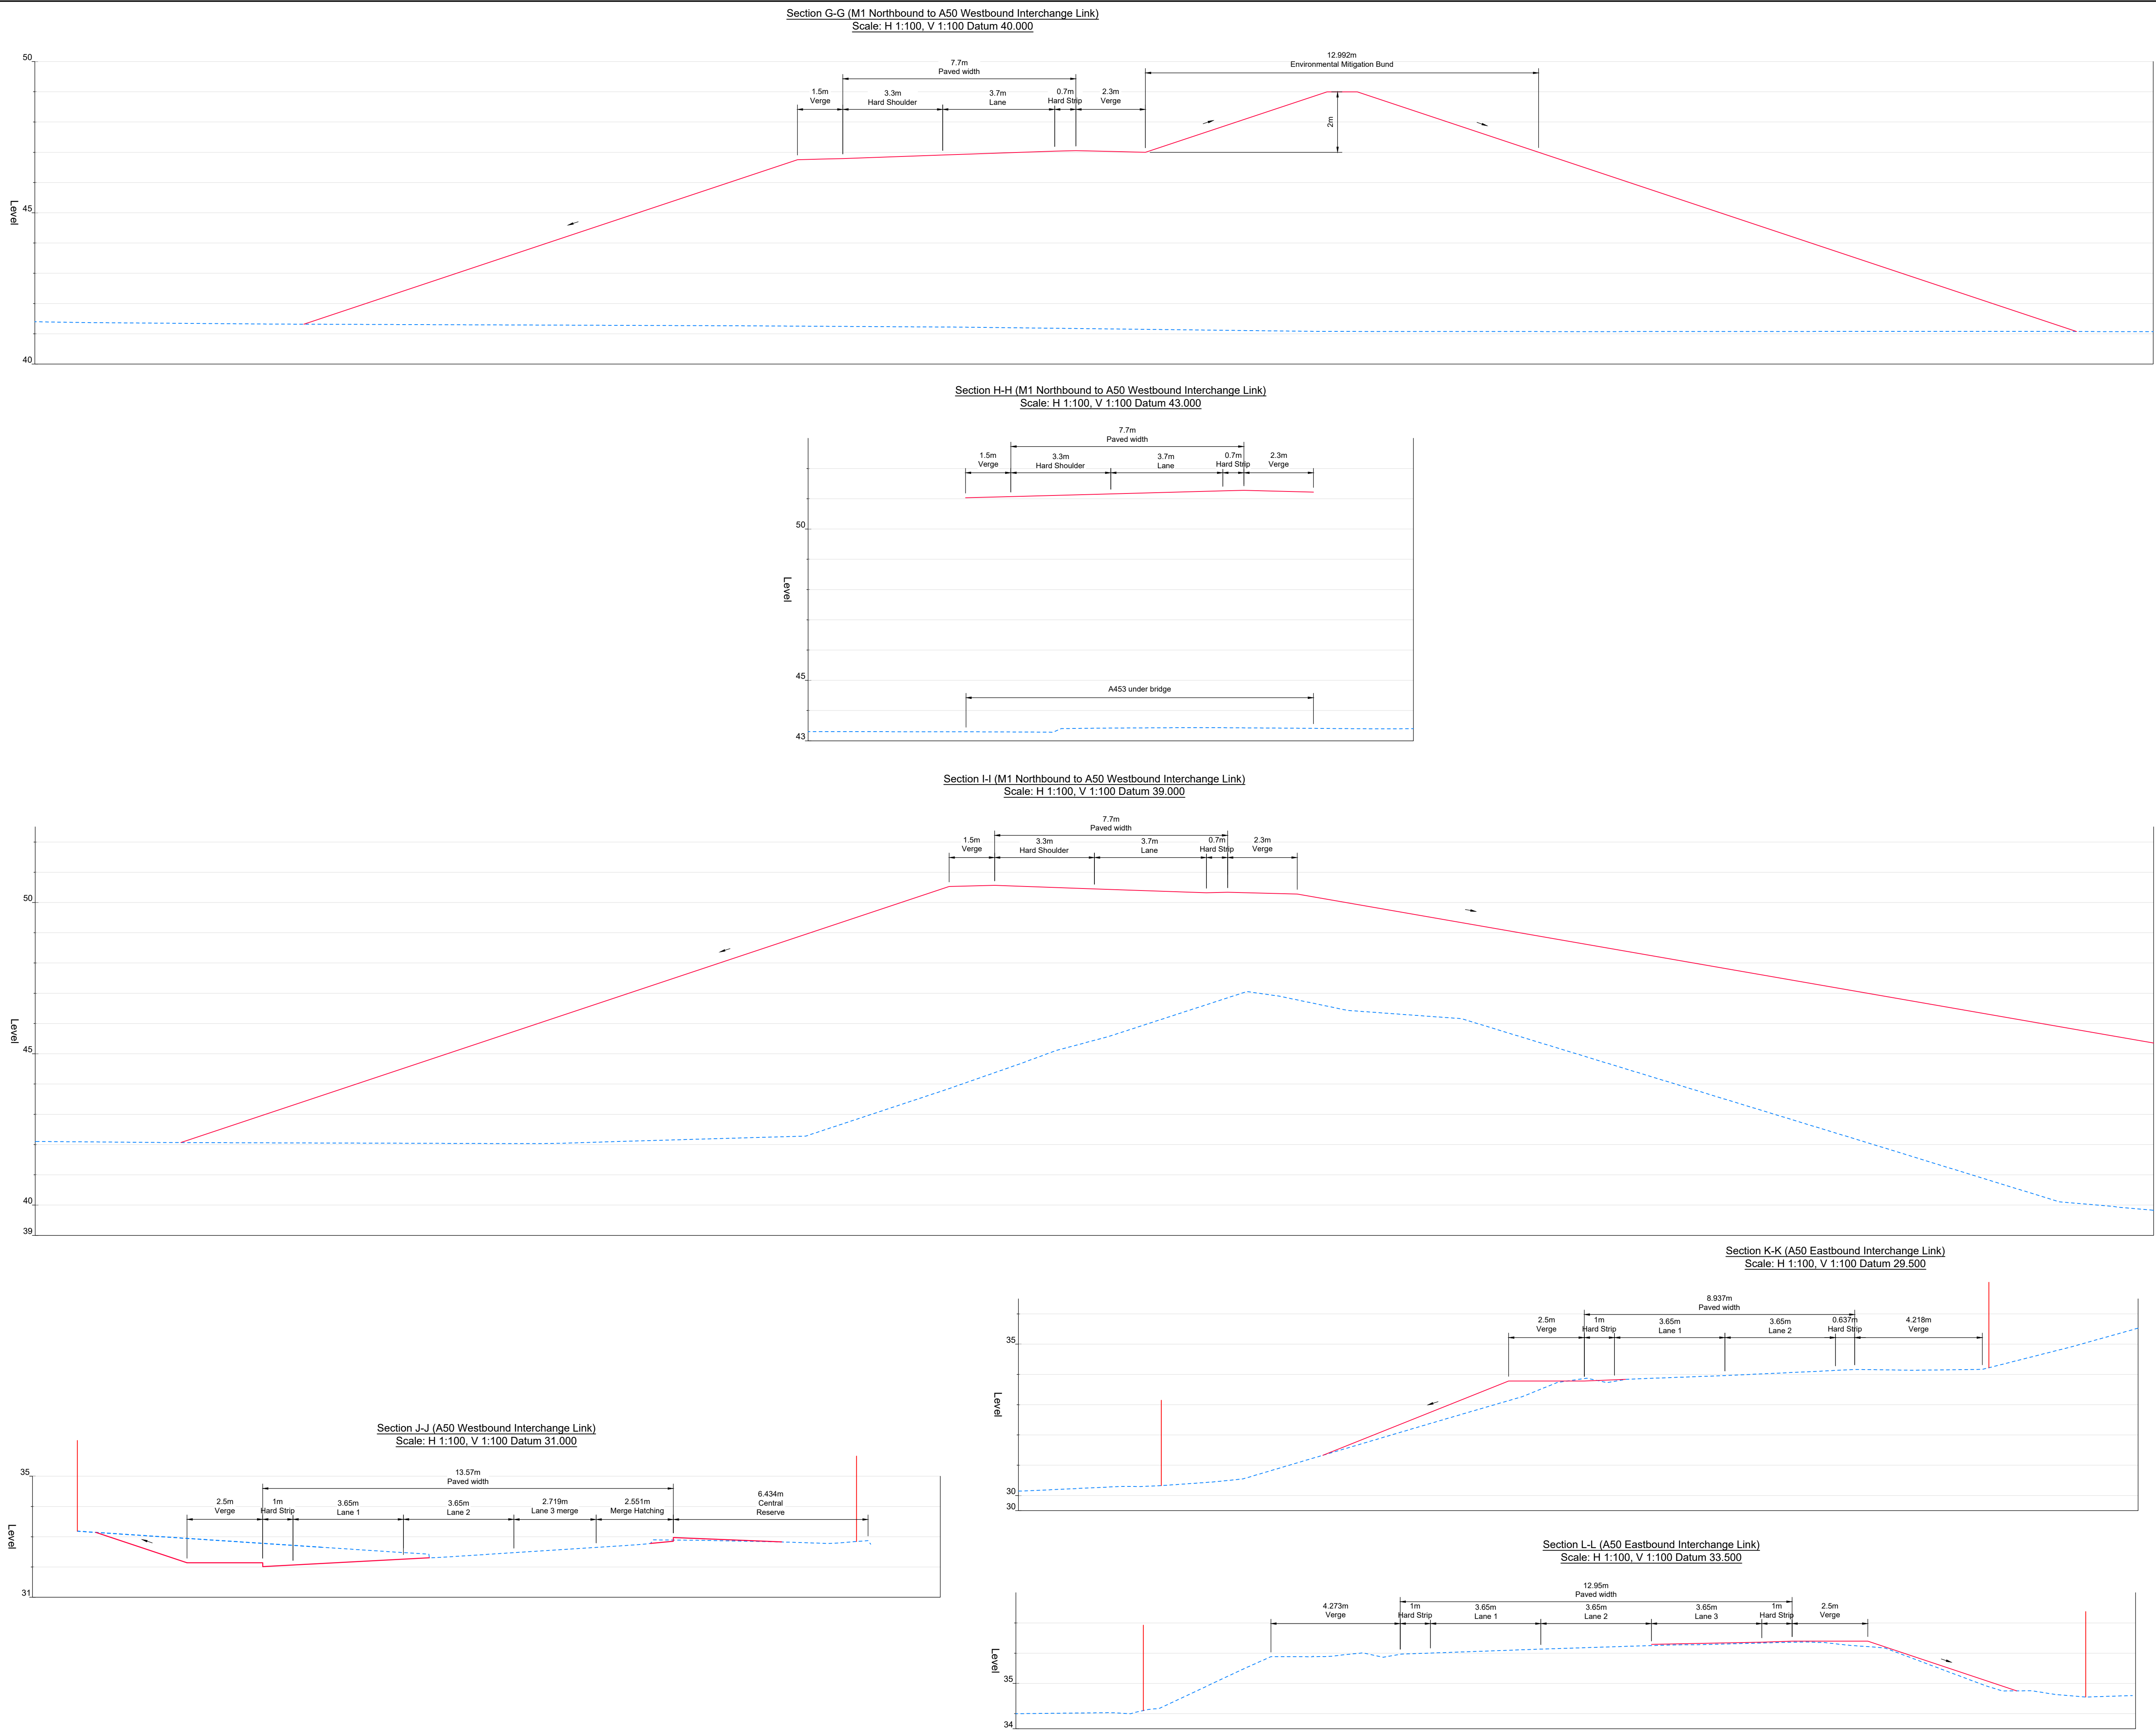 Section G-G (M1 Northbound to A50 Westbound Interchange Link)
Scale: H 1:100, V 1:100 Datum 40.000
50
45
40
Level
7.7m
Paved width
12.992m
Environmental Mitigation Bund
1.5m
Verge
3.3m
Hard Shoulder
3.7m
Lane
0.7m
Hard Strip
2.3m
Verge
2m
Section H-H (M1 Northbound to A50 Westbound Interchange Link)
Scale: H 1:100, V 1:100 Datum 43.000
7.7m
Paved width
1.5m
Verge
3.3m
Hard Shoulder
3.7m
Lane
0.7m
Hard Strip
2.3m
Verge
50
Level
45
A453 under bridge
43
Section I-I (M1 Northbound to A50 Westbound Interchange Link)
Scale: H 1:100, V 1:100 Datum 39.000
7.7m
Paved width
1.5m
Verge
3.3m
Hard Shoulder
3.7m
Lane
0.7m
Hard Strip
2.3m
Verge
50
Level
45
40
39
Section K-K (A50 Eastbound Interchange Link)
Scale: H 1:100, V 1:100 Datum 29.500
8.937m
Paved width
2.5m
Verge
1m
Hard Strip
3.65m
Lane 1
3.65m
Lane 2
0.637m
Hard Strip
4.218m
Verge
35
Level
30
30
Section J-J (A50 Westbound Interchange Link)
Scale: H 1:100, V 1:100 Datum 31.000
13.57m
Paved width
2.5m
Verge
1m
Hard Strip
3.65m
Lane 1
3.65m
Lane 2
2.719m
Lane 3 merge
2.551m
Merge Hatching
6.434m
Central
Reserve
35
Level
31
Section L-L (A50 Eastbound Interchange Link)
Scale: H 1:100, V 1:100 Datum 33.500
12.95m
Paved width
4.273m
Verge
1m
Hard Strip
3.65m
Lane 1
3.65m
Lane 2
3.65m
Lane 3
1m
Hard Strip
2.5m
Verge
Level
35
34